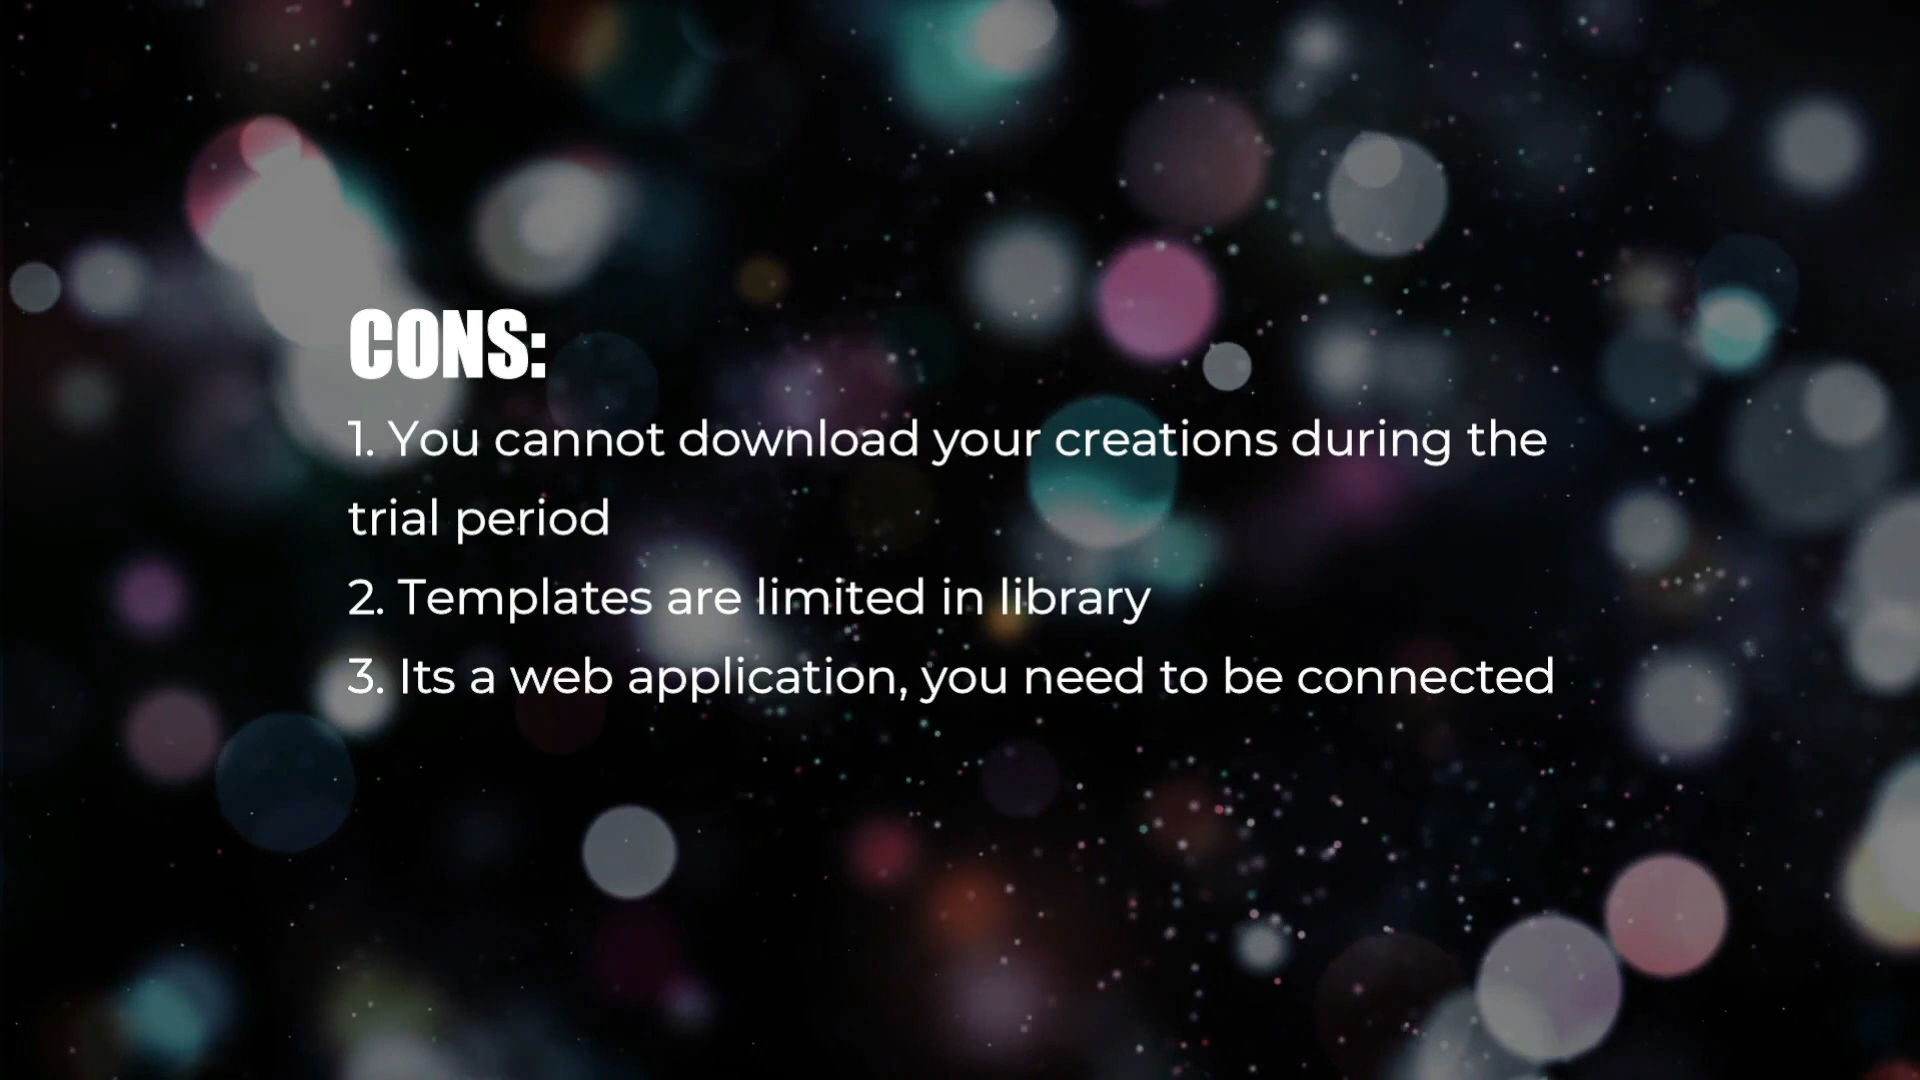 CONS:
1. You cannot download your creations during the
trial period
2. Templates are limited in library
3. Its a web application, you need to be connected